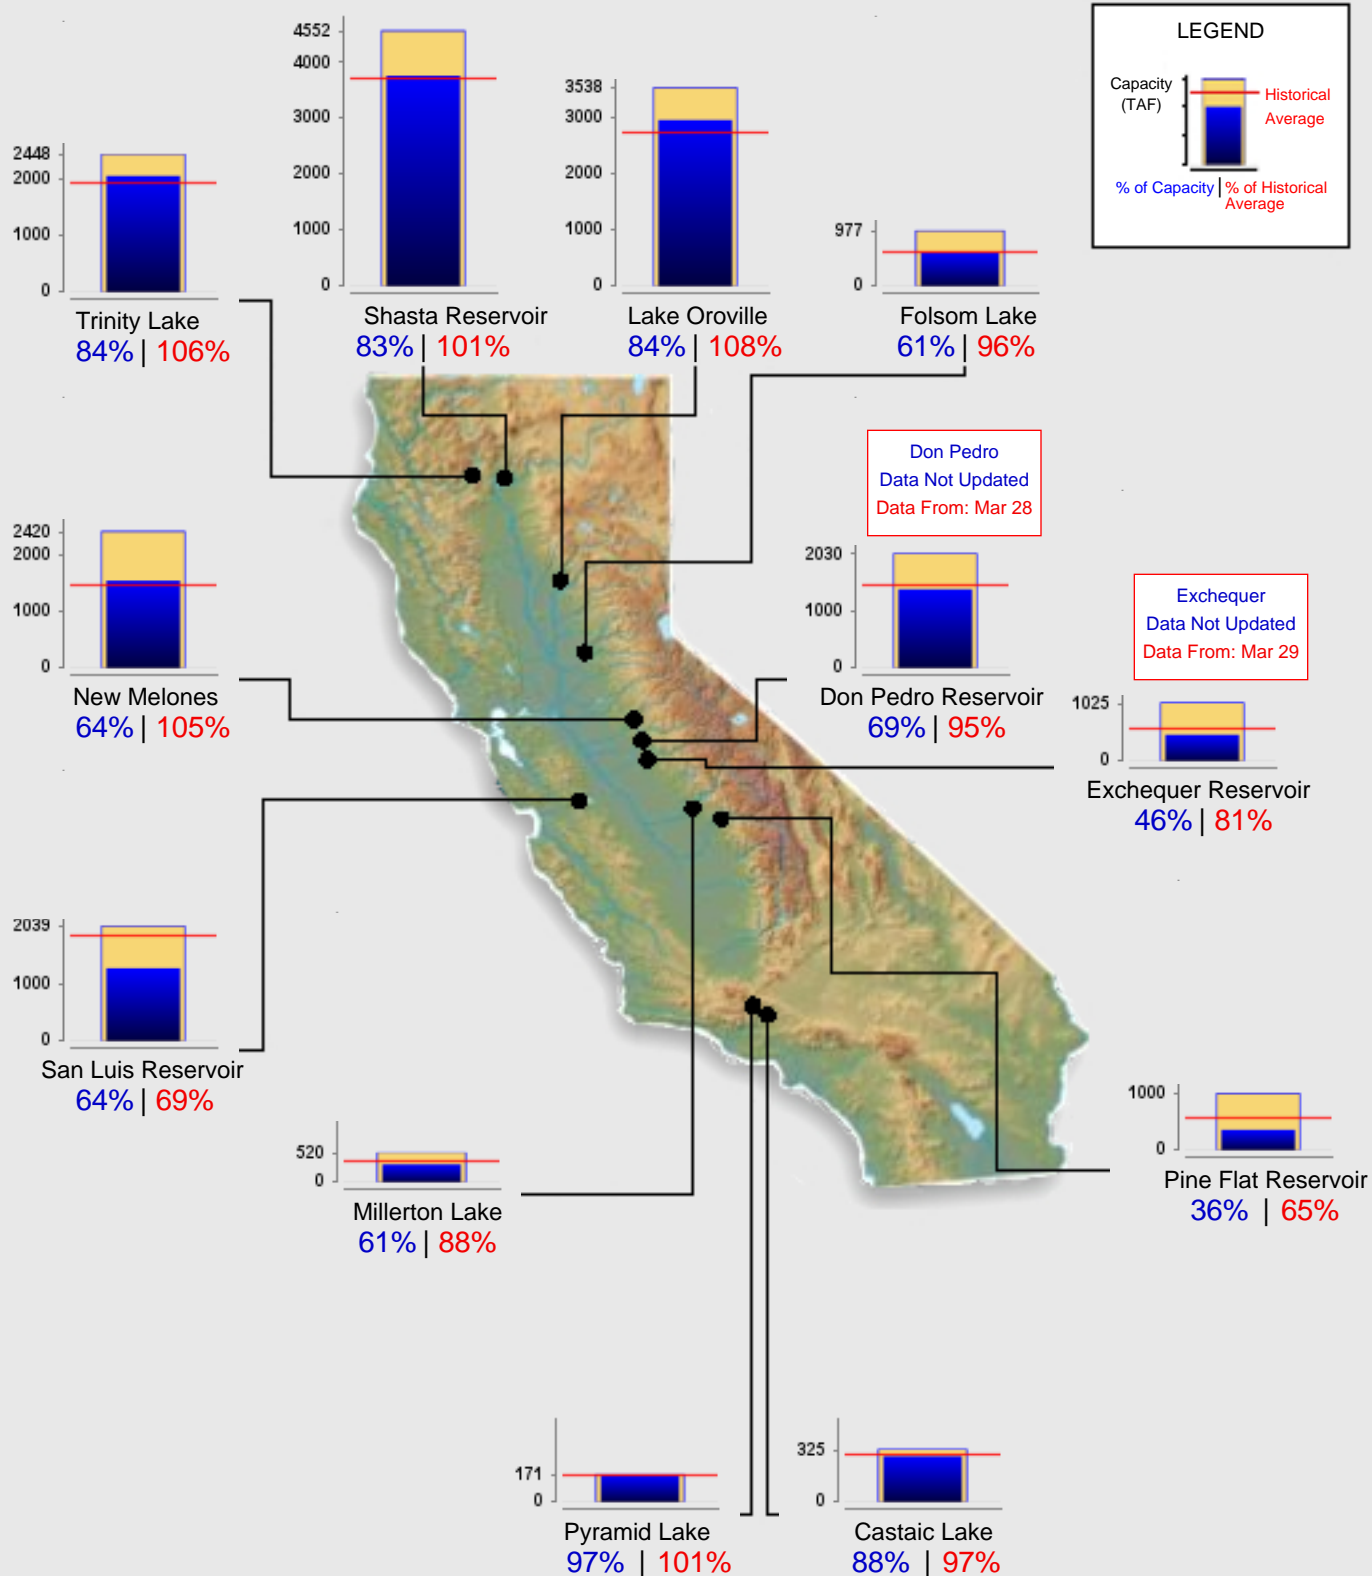 LEGEND
Capacity
(TAF)
Historical
Average
% of Capacity | % of Historical
Average
4552
4000
3000
2000
1000
0
Shasta Reservoir
83% | 101%
3538
3000
2000
1000
0
Lake Oroville
84% | 108%
2448
2000
1000
0
Trinity Lake
84% | 106%
977
0
Folsom Lake
61% | 96%
Don Pedro
Data Not Updated
Data From: Mar 28
2030
1000
0
Don Pedro Reservoir
69% | 95%
2420
2000
1000
0
New Melones
64% | 105%
Exchequer
Data Not Updated
Data From: Mar 29
1025
0
Exchequer Reservoir
46% | 81%
2039
1000
0
San Luis Reservoir
64% | 69%
520
0
Millerton Lake
61% | 88%
1000
0
Pine Flat Reservoir
36% | 65%
171
0
Pyramid Lake
97% | 101%
325
0
Castaic Lake
88% | 97%